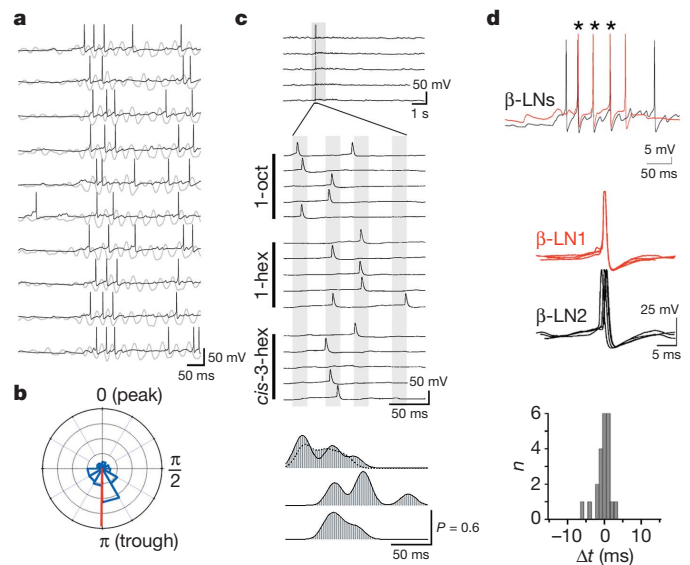 a
50 mV
50 ms
b
0 (peak)
π
2
π (trough)
c
50 mV
1 s
1-oct
1-hex
cis-3-hex
50 mV
50 ms
P = 0.6
50 ms
d
* * *
β-LNs
5 mV
50 ms
β-LN1
β-LN2
25 mV
5 ms
6
4
2
0
n
−10 0 10
Δt (ms)